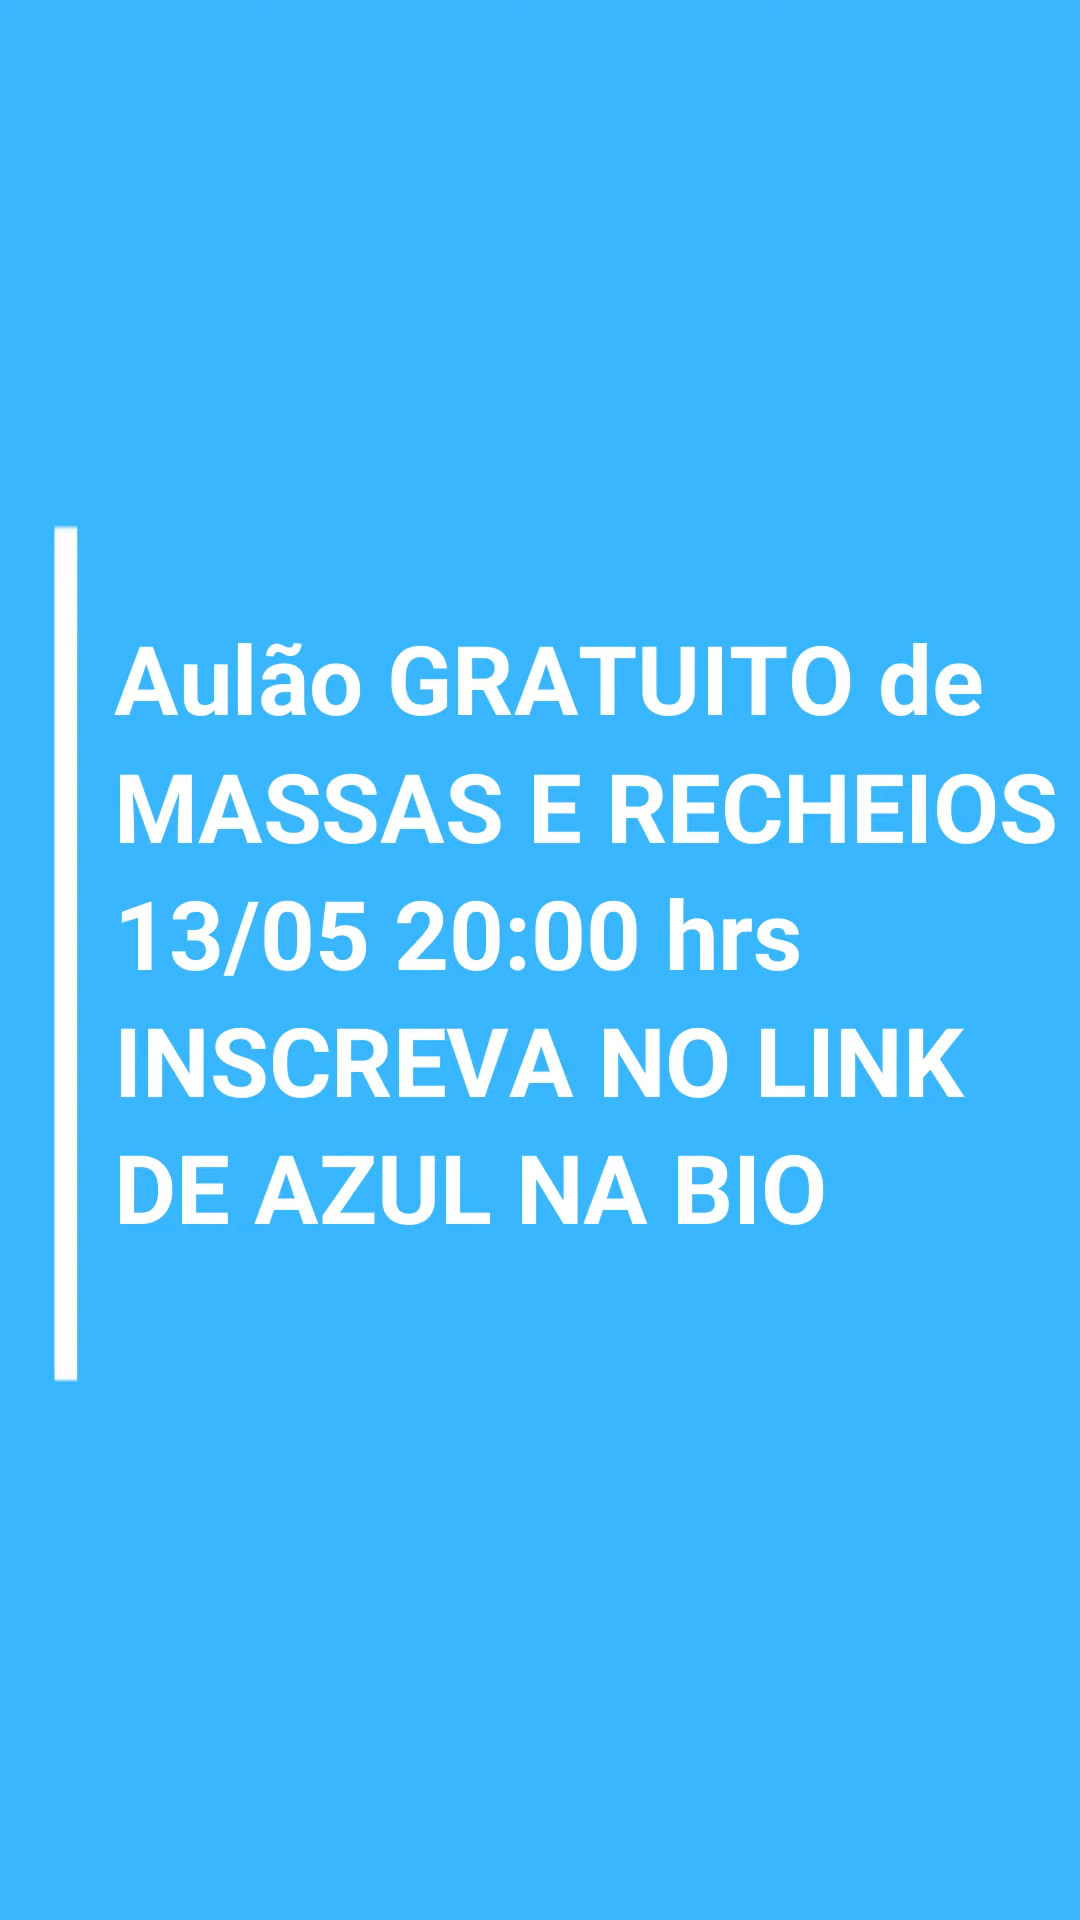 Aulão GRATUITO de
MASSAS E RECHEIOS
13/05 20:00 hrs
INSCREVA NO LINK
DE AZUL NA BIO